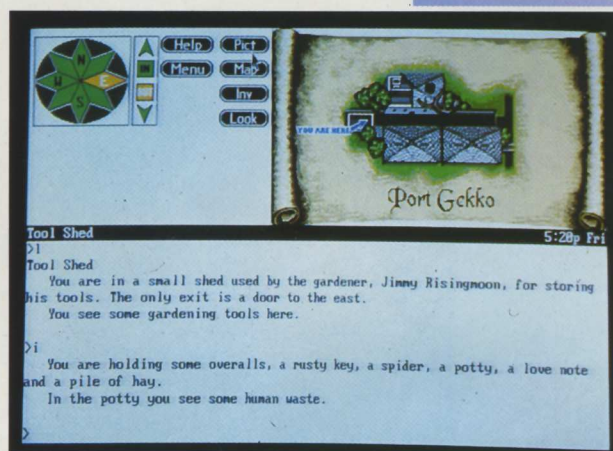 Help
Pict
Menu
Map
Inv
Look
N
W
E
S
IN
OUT
YOU ARE HERE
Port Gekko
Tool Shed
5:20p Fri
>l
Tool Shed
You are in a small shed used by the gardener, Jimmy Risingmoon, for storing
his tools. The only exit is a door to the east.
You see some gardening tools here.
>i
You are holding some overalls, a rusty key, a spider, a potty, a love note
and a pile of hay.
In the potty you see some human waste.
>